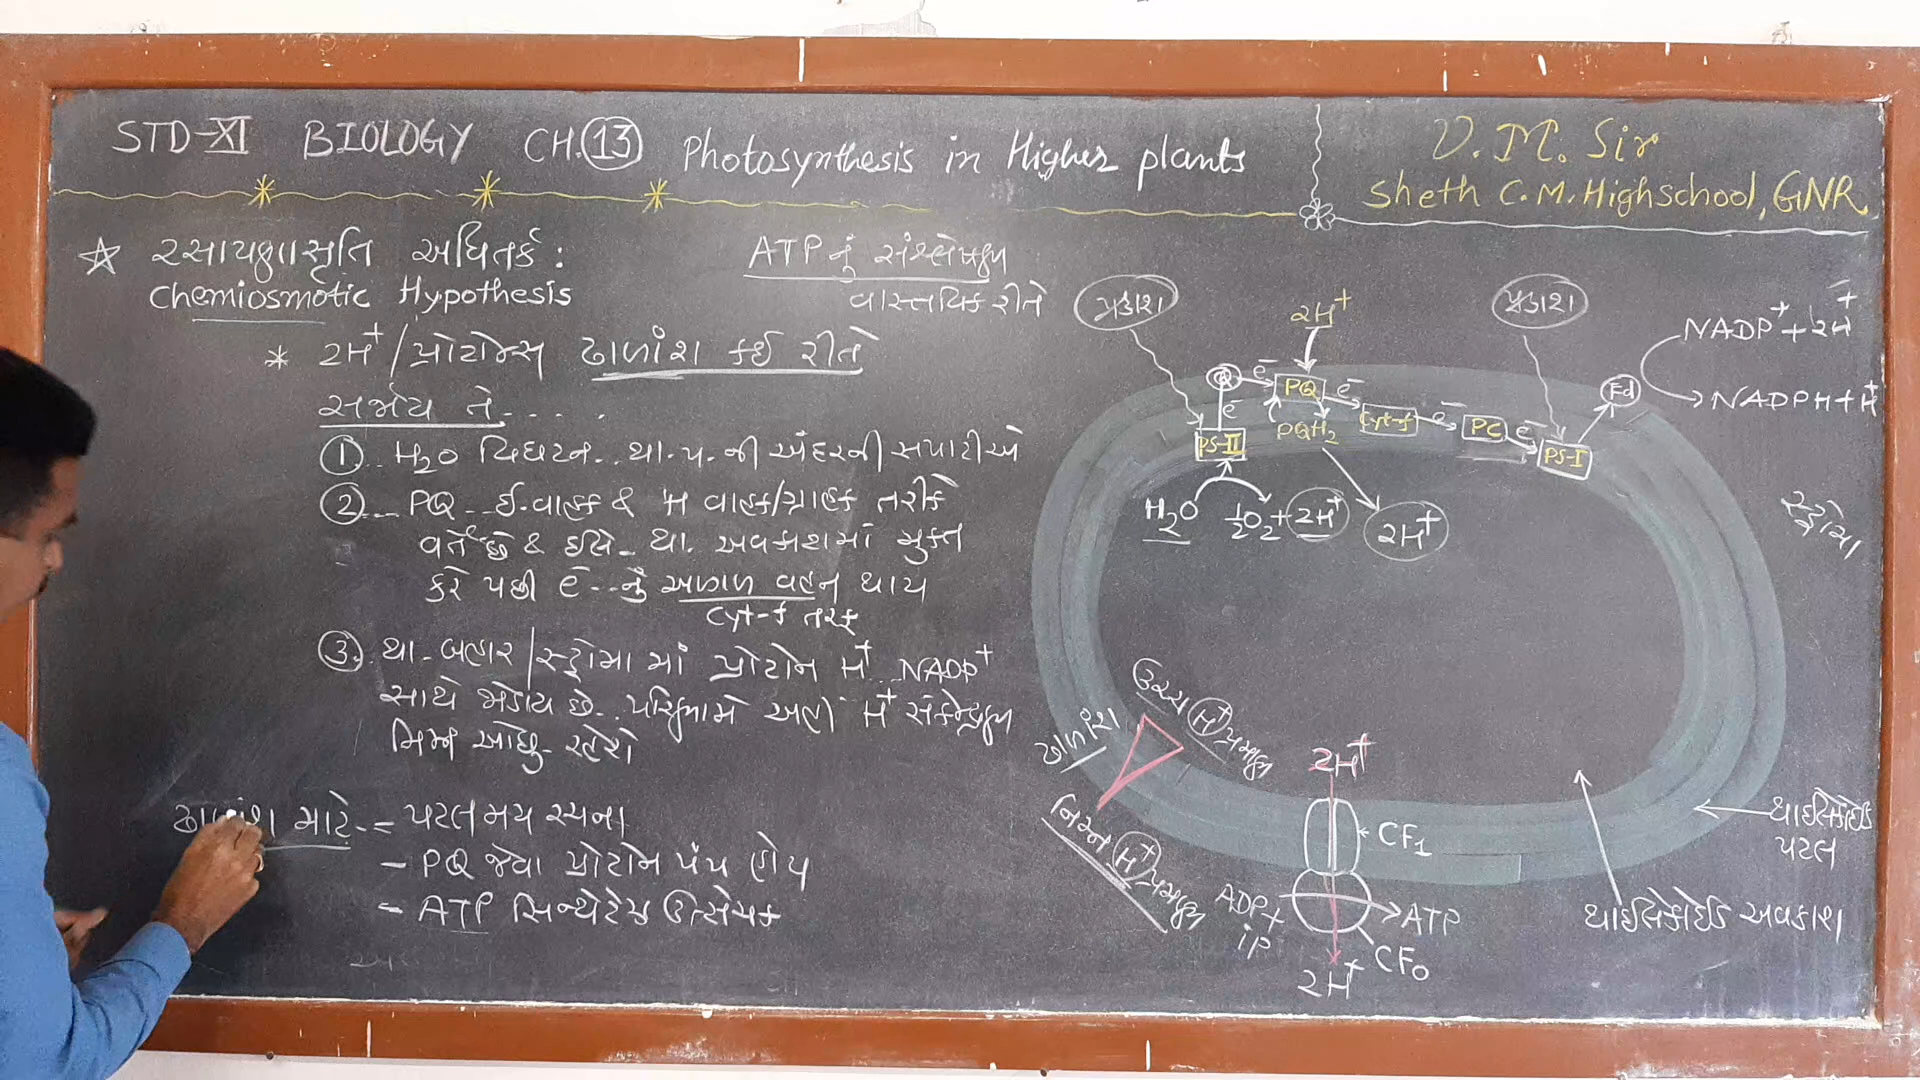 STD-XI BIOLOGY CH. 13 Photosynthesis in Higher plants
V. M. Sir
Sheth C. M. Highschool, GNR
રસાયણાસૃતિ અધિતર્ક :
Chemiosmotic Hypothesis
ATP નું સંશ્લેષણ
વાસ્તવિક રીતે
* 2H+ / પ્રોટોન્સ ઢાળાંશ કઈ રીતે
સર્જાય તે....
1.. H2O વિઘટન.. થા.પ. ની અંદરની સપાટીએ
2... PQ -- ઈ.વાહક & H વાહક/ગ્રાહક તરીકે
વર્તે છે & થા. અવકાશમાં મુક્ત
કરે પછી e-..નું વહન થાય
Cyt-f તરફ
3. થા- બહાર/સ્ટ્રોમા માં પ્રોટોન H+ NADP+
સાથે જોડાય છે.. પરિણામે અહીં H+ સંકેન્દ્રણ
નિમ્ન ઓછુ- રહેશે
ઢાળાંશ માટે -= પટલમય રચના
- PQ જેવા પ્રોટોન પંપ હોય
- ATP સિન્થેટેઝ ઉત્સેચક
પ્રકાશ
2H+
પ્રકાશ
NADP+ + 2H+
NADPH + H+
Q e- PQ e- Cyt-f e- PC e- PS-I Fd
e-
PS-II PQH2
H2O ½O2 + 2H+ 2H+
સ્ટ્રોમા
ઢાળાંશ
ઉચ્ચ H+ પ્રમાણ
નિમ્ન H+ પ્રમાણ
2H+
CF1
ADP + iP ATP
CF0
2H+
થાઇલેકોઇડ પટલ
થાઇલેકોઇડ અવકાશ